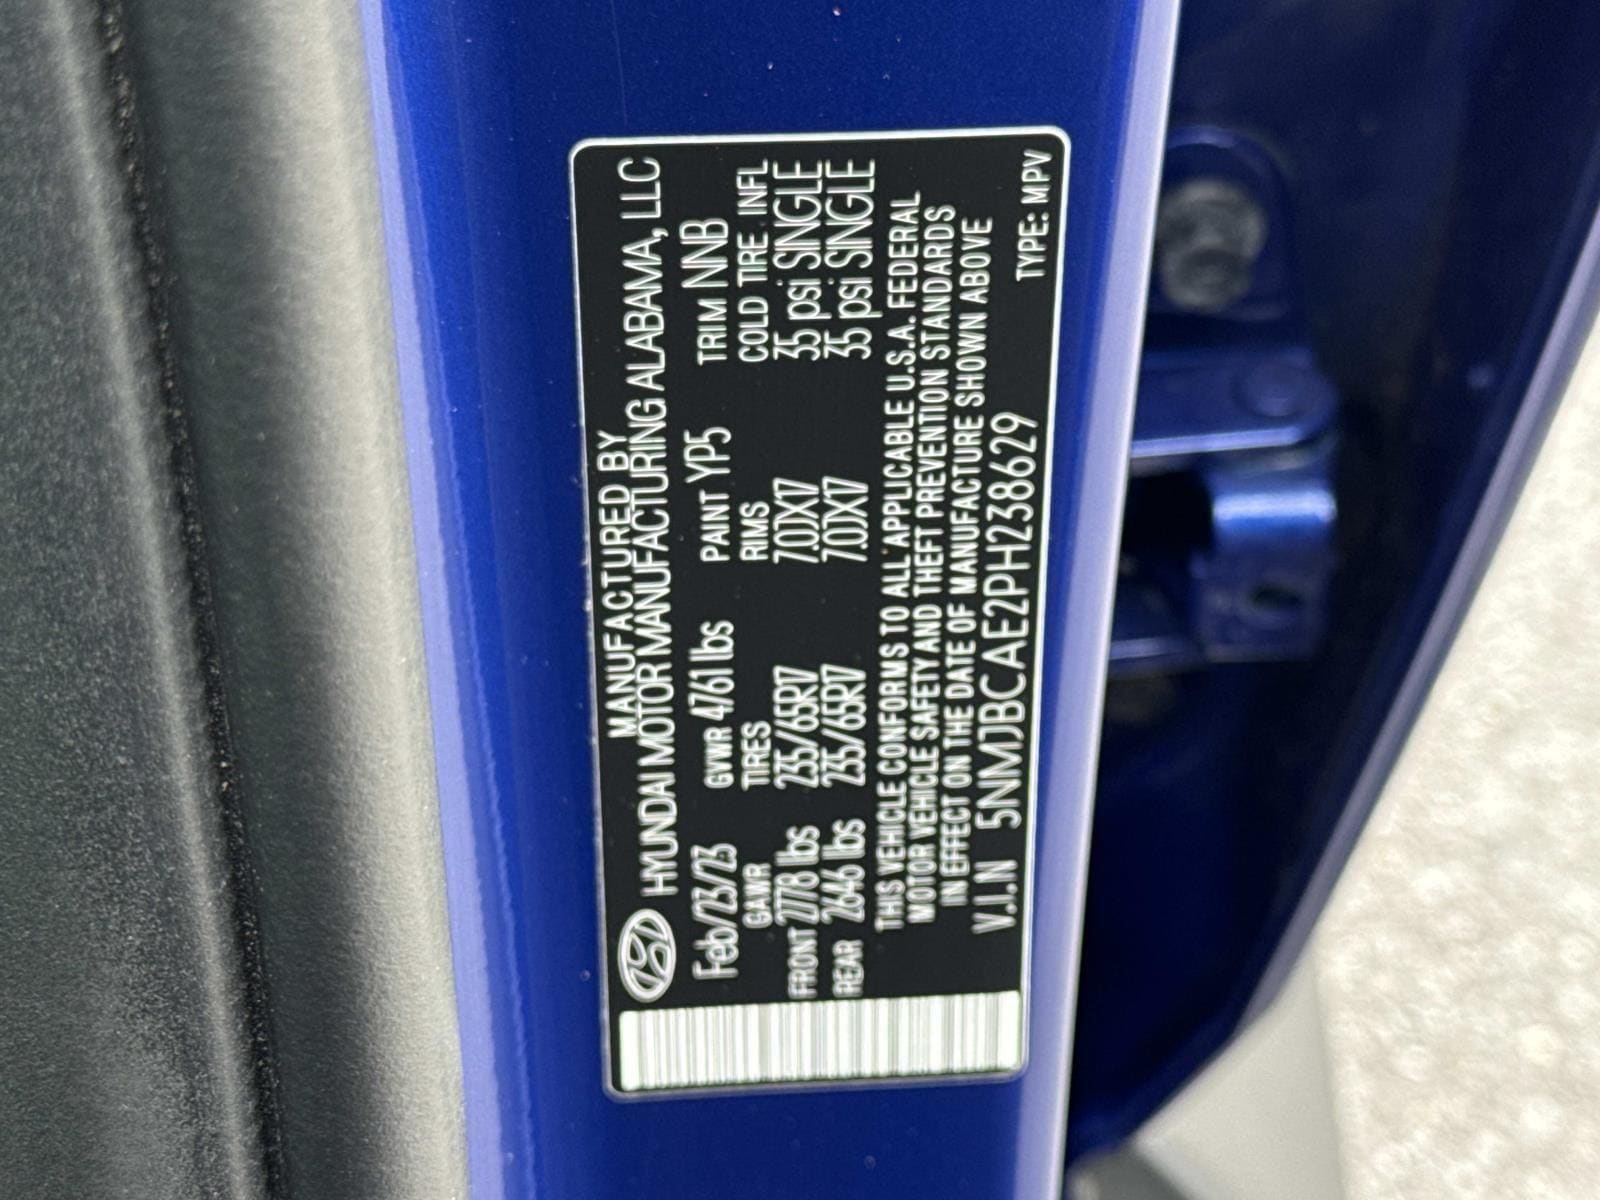 MANUFACTURED BY
HYUNDAI MOTOR MANUFACTURING ALABAMA, LLC
Feb/23/23 GVWR 4761 lbs PAINT YP5 TRIM NNB
GAWR TIRES RIMS COLD TIRE INFL
FRONT 2778 lbs 235/65R17 7.0JX17 35 psi SINGLE
REAR 2646 lbs 235/65R17 7.0JX17 35 psi SINGLE
THIS VEHICLE CONFORMS TO ALL APPLICABLE U.S.A. FEDERAL
MOTOR VEHICLE SAFETY AND THEFT PREVENTION STANDARDS
IN EFFECT ON THE DATE OF MANUFACTURE SHOWN ABOVE
V.I.N 5NMJBCAE2PH238629 TYPE: MPV